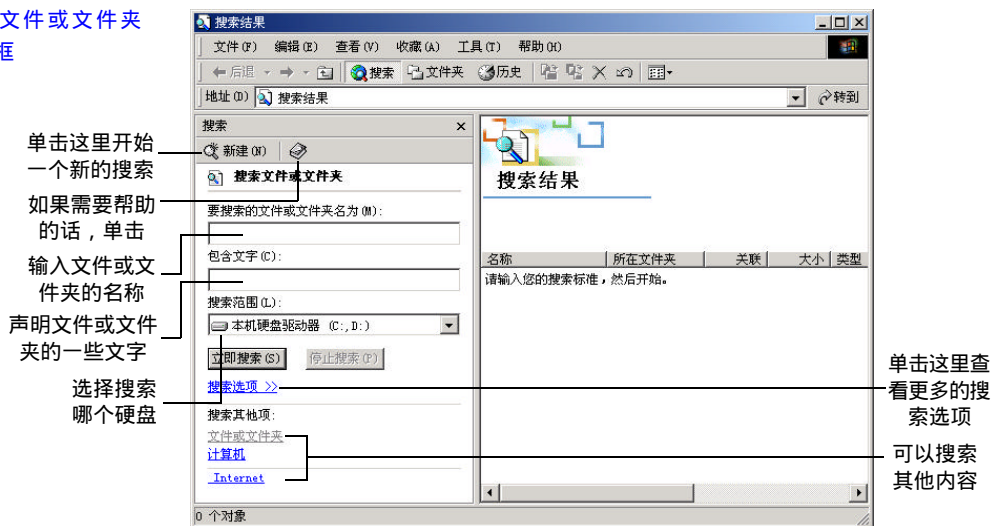 文件或文件夹
框
搜索结果
文件(F) 编辑(E) 查看(V) 收藏(A) 工具(T) 帮助(H)
后退 搜索 文件夹 历史
地址(D) 搜索结果 转到
搜索
新建(N)
搜索文件或文件夹
要搜索的文件或文件夹名为(M):
包含文字(C):
搜索范围(L):
本机硬盘驱动器 (C:,D:)
立即搜索(S) 停止搜索(P)
搜索选项 >>
搜索其他项:
文件或文件夹
计算机
Internet
搜索结果
名称 所在文件夹 关联 大小 类型
请输入您的搜索标准，然后开始。
0 个对象
单击这里开始
一个新的搜索
如果需要帮助
的话，单击
输入文件或文
件夹的名称
声明文件或文件
夹的一些文字
选择搜索
哪个硬盘
单击这里查
看更多的搜
索选项
可以搜索
其他内容